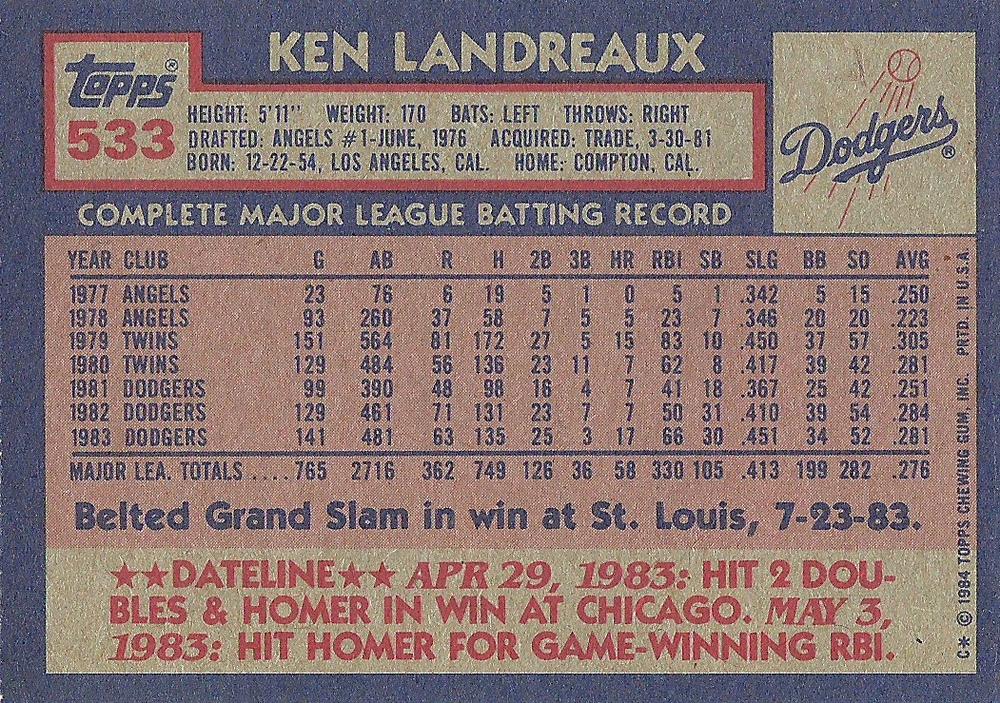 KEN LANDREAUX
Topps®
533
HEIGHT: 5'11" WEIGHT: 170 BATS: LEFT THROWS: RIGHT
DRAFTED: ANGELS #1-JUNE, 1976 ACQUIRED: TRADE, 3-30-81
BORN: 12-22-54, LOS ANGELES, CAL. HOME: COMPTON, CAL.
Dodgers®
COMPLETE MAJOR LEAGUE BATTING RECORD
YEAR CLUB G AB R H 2B 3B HR RBI SB SLG BB SO AVG
1977 ANGELS 23 76 6 19 5 1 0 5 1 .342 5 15 .250
1978 ANGELS 93 260 37 58 7 5 5 23 7 .346 20 20 .223
1979 TWINS 151 564 81 172 27 5 15 83 10 .450 37 57 .305
1980 TWINS 129 484 56 136 23 11 7 62 8 .417 39 42 .281
1981 DODGERS 99 390 48 98 16 4 7 41 18 .367 25 42 .251
1982 DODGERS 129 461 71 131 23 7 7 50 31 .410 39 54 .284
1983 DODGERS 141 481 63 135 25 3 17 66 30 .451 34 52 .281
MAJOR LEA. TOTALS ....765 2716 362 749 126 36 58 330 105 .413 199 282 .276
Belted Grand Slam in win at St. Louis, 7-23-83.
★★DATELINE★★ APR 29, 1983: HIT 2 DOU-
BLES & HOMER IN WIN AT CHICAGO. MAY 3,
1983: HIT HOMER FOR GAME-WINNING RBI.
C* © 1984 TOPPS CHEWING GUM, INC. PRTD. IN U.S.A.